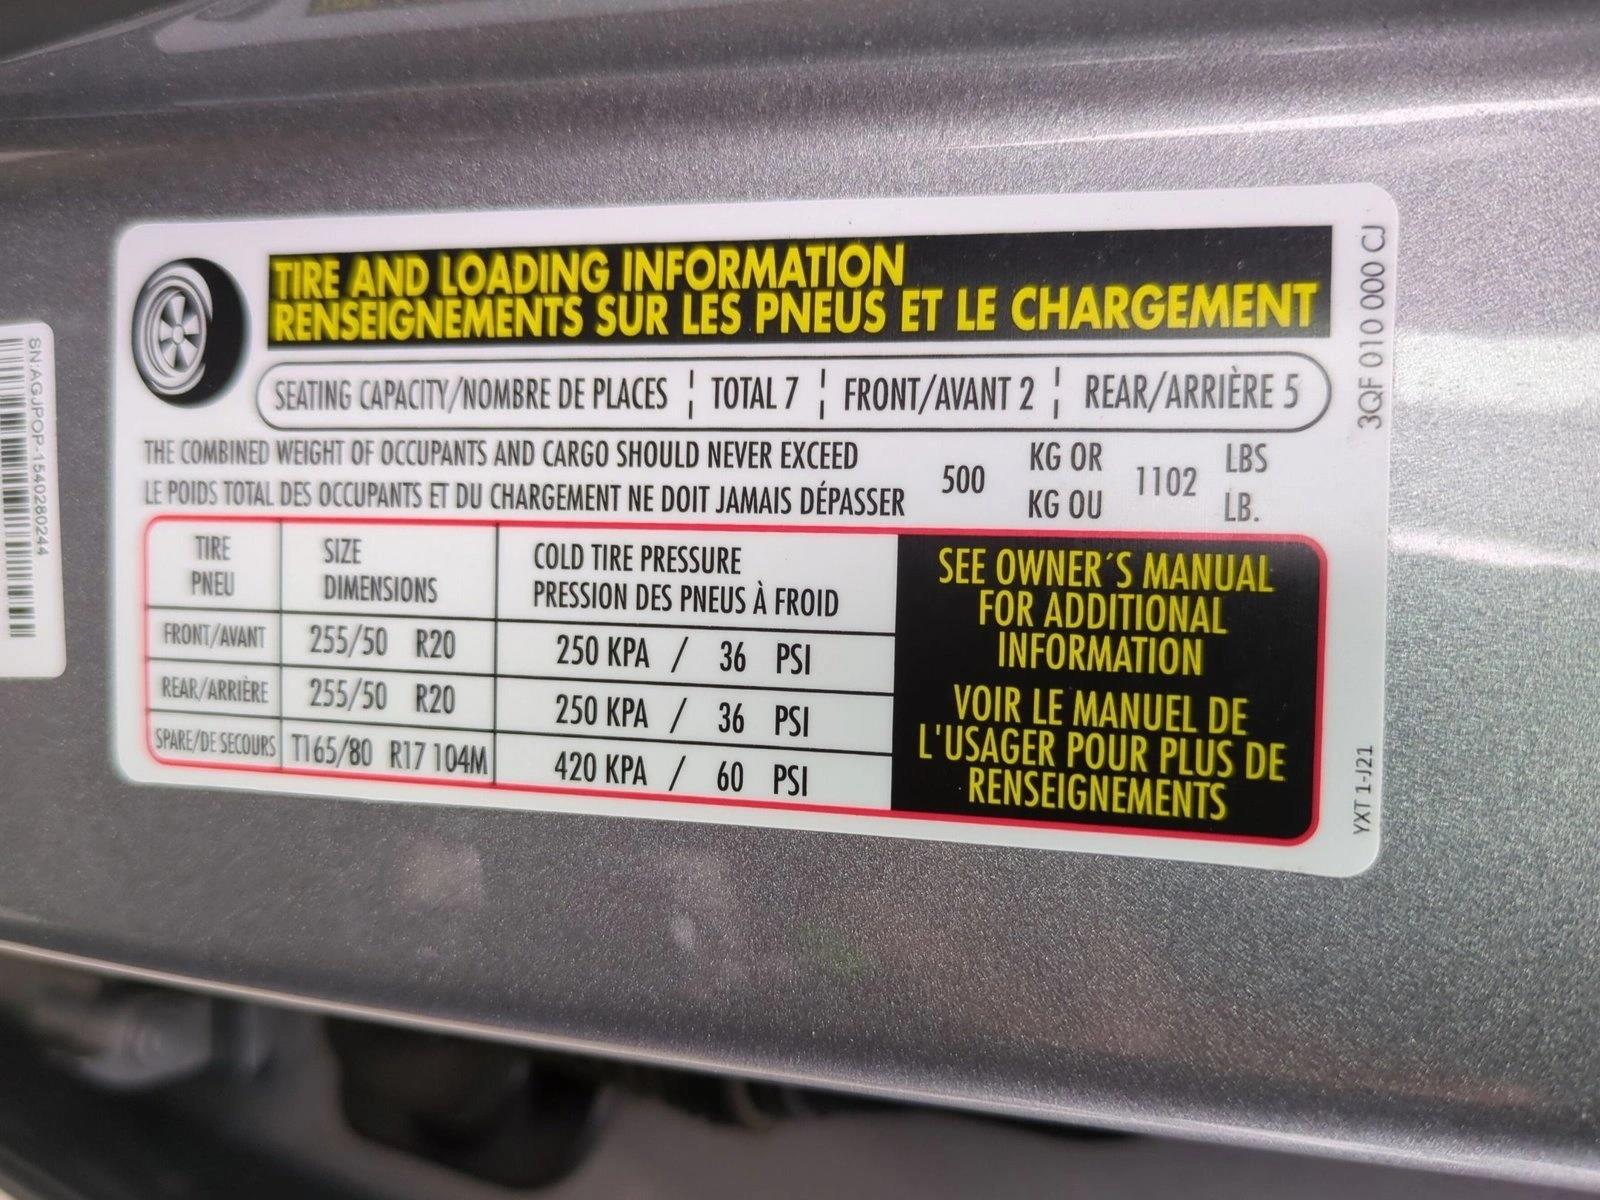 TIRE AND LOADING INFORMATION
RENSEIGNEMENTS SUR LES PNEUS ET LE CHARGEMENT
SEATING CAPACITY/NOMBRE DE PLACES ¦ TOTAL 7 ¦ FRONT/AVANT 2 ¦ REAR/ARRIÈRE 5
THE COMBINED WEIGHT OF OCCUPANTS AND CARGO SHOULD NEVER EXCEED
LE POIDS TOTAL DES OCCUPANTS ET DU CHARGEMENT NE DOIT JAMAIS DÉPASSER
500 KG OR 1102 LBS
KG OU LB.
TIRE SIZE COLD TIRE PRESSURE
PNEU DIMENSIONS PRESSION DES PNEUS À FROID
FRONT/AVANT 255/50 R20 250 KPA / 36 PSI
REAR/ARRIÈRE 255/50 R20 250 KPA / 36 PSI
SPARE/DE SECOURS T165/80 R17 104M 420 KPA / 60 PSI
SEE OWNER´S MANUAL
FOR ADDITIONAL
INFORMATION
VOIR LE MANUEL DE
L'USAGER POUR PLUS DE
RENSEIGNEMENTS
3QF 010 000 CJ
YXT 1-J21
SN:AGJPOP-1540280244